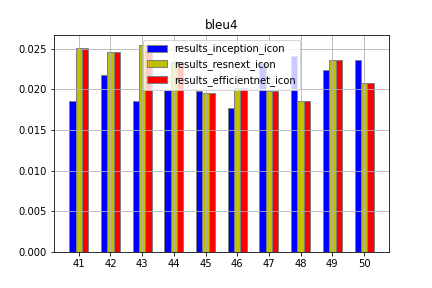 bleu4
0.025
0.020
0.015
0.010
0.005
0.000
results_inception_icon
results_resnext_icon
resuls_efficientnet_icon
41 42 43 44 45 46 47 48 49 50